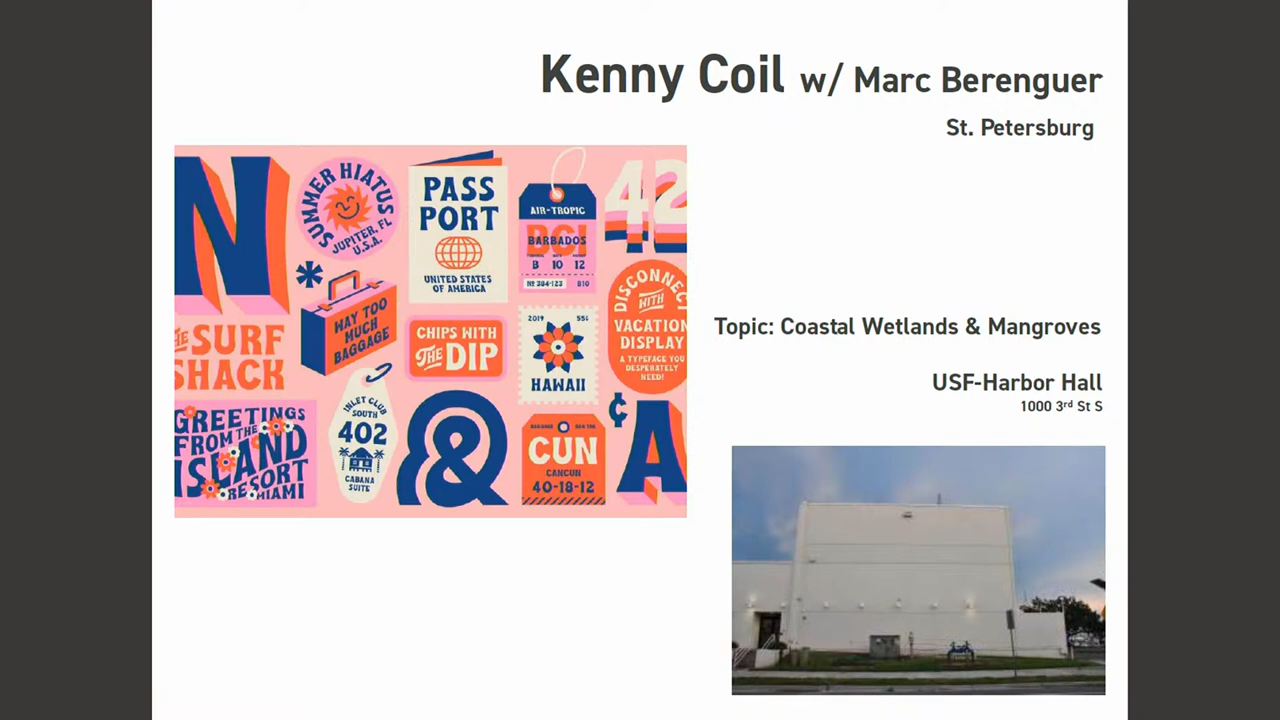 Kenny Coil w/ Marc Berenguer
St. Petersburg
N
SUMMER HIATUS
JUPITER, FL
U.S.A.
PASS
PORT
UNITED STATES
OF AMERICA
AIR-TROPIC
BGI
BARBADOS
B 10 12
№ 384-123 810
42
*
WAY TOO
MUCH
BAGGAGE
DISCONNECT
WITH
VACATION
DISPLAY
A TYPEFACE YOU
DESPERATELY
NEED!
THE SURF
SHACK
CHIPS WITH
THE DIP
2019 55¢
HAWAII
GREETINGS
FROM THE
ISLAND
RESORT
MIAMI
INLET CLUB
SOUTH
402
CABANA
SUITE
&
CUN
CANCUN
40-18-12
¢
A
Topic: Coastal Wetlands & Mangroves
USF-Harbor Hall
1000 3rd St S